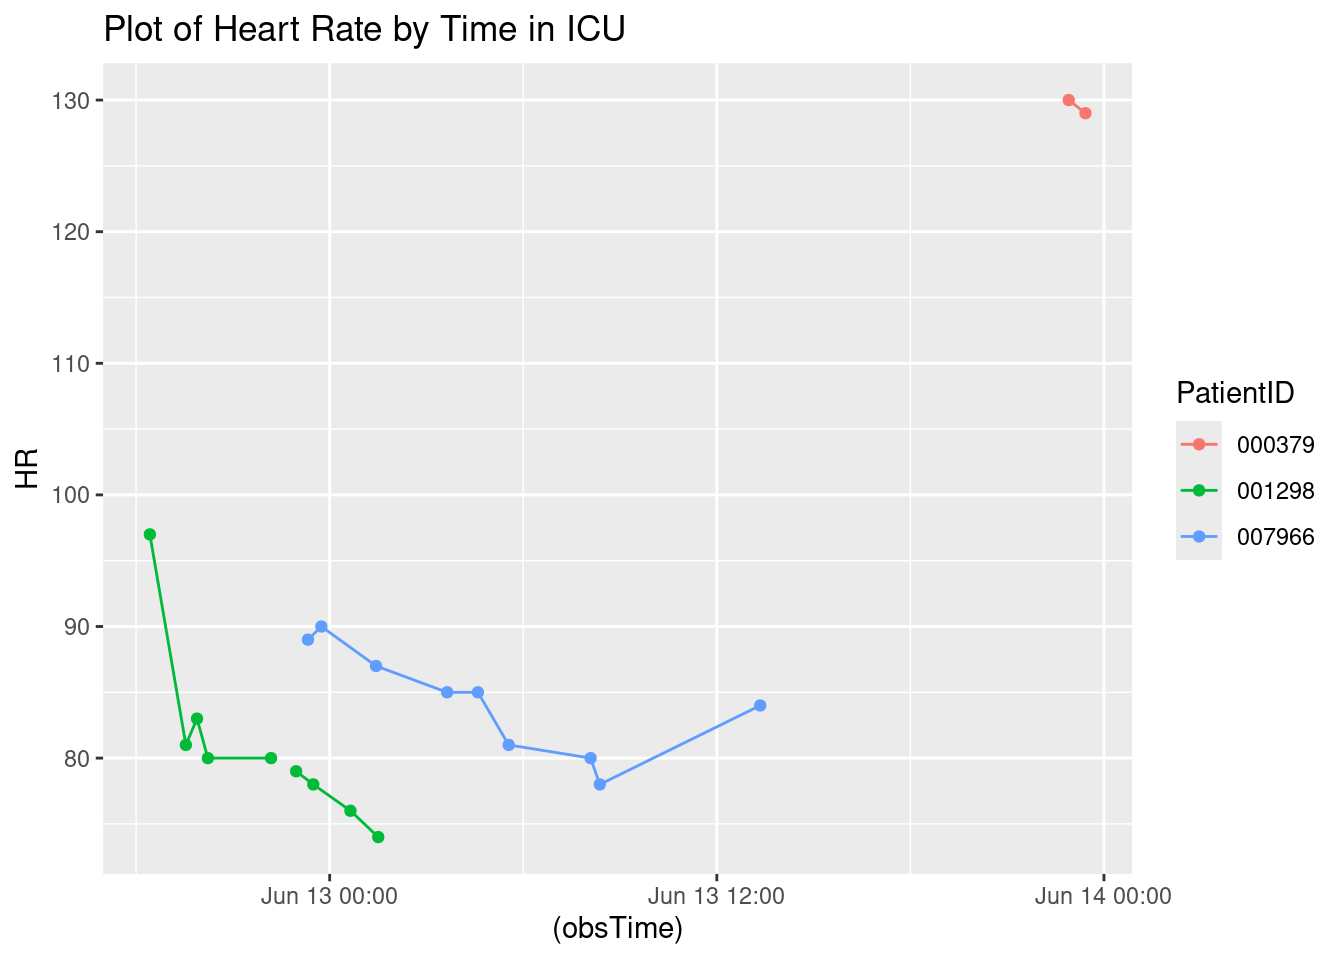 Plot of Heart Rate by Time in ICU
130
120
110
100
90
80
HR
Jun 13 00:00
Jun 13 12:00
Jun 14 00:00
(obsTime)
PatientID
000379
001298
007966